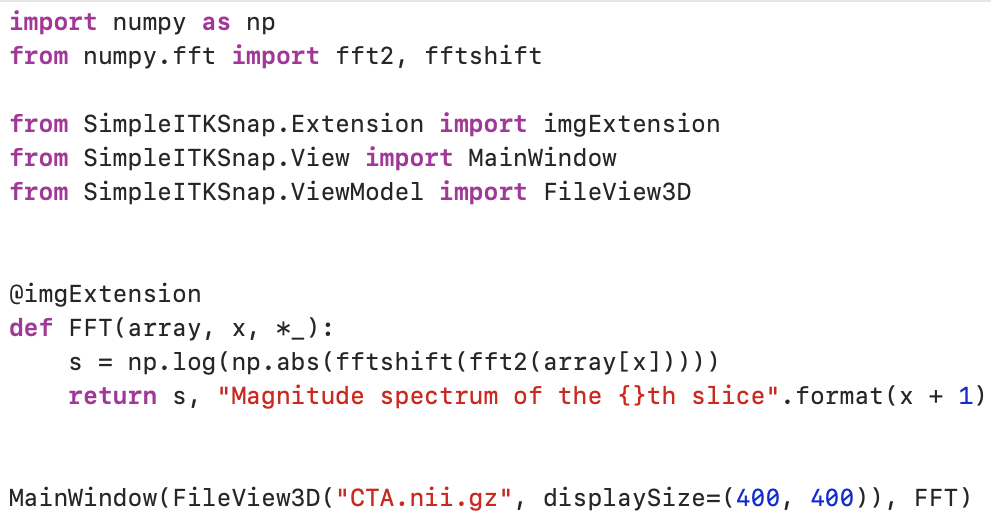 import numpy as np
from numpy.fft import fft2, fftshift

from SimpleITKSnap.Extension import imgExtension
from SimpleITKSnap.View import MainWindow
from SimpleITKSnap.ViewModel import FileView3D


@imgExtension
def FFT(array, x, *_):
    s = np.log(np.abs(fftshift(fft2(array[x]))))
    return s, "Magnitude spectrum of the {}th slice".format(x + 1)


MainWindow(FileView3D("CTA.nii.gz", displaySize=(400, 400)), FFT)